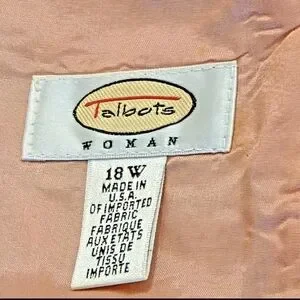 Talbots
WOMAN
18 W
MADE IN
U.S.A.
OF IMPORTED
FABRIC
FABRIQUE
AUX ETATS
UNIS DE
TISSU
IMPORTE